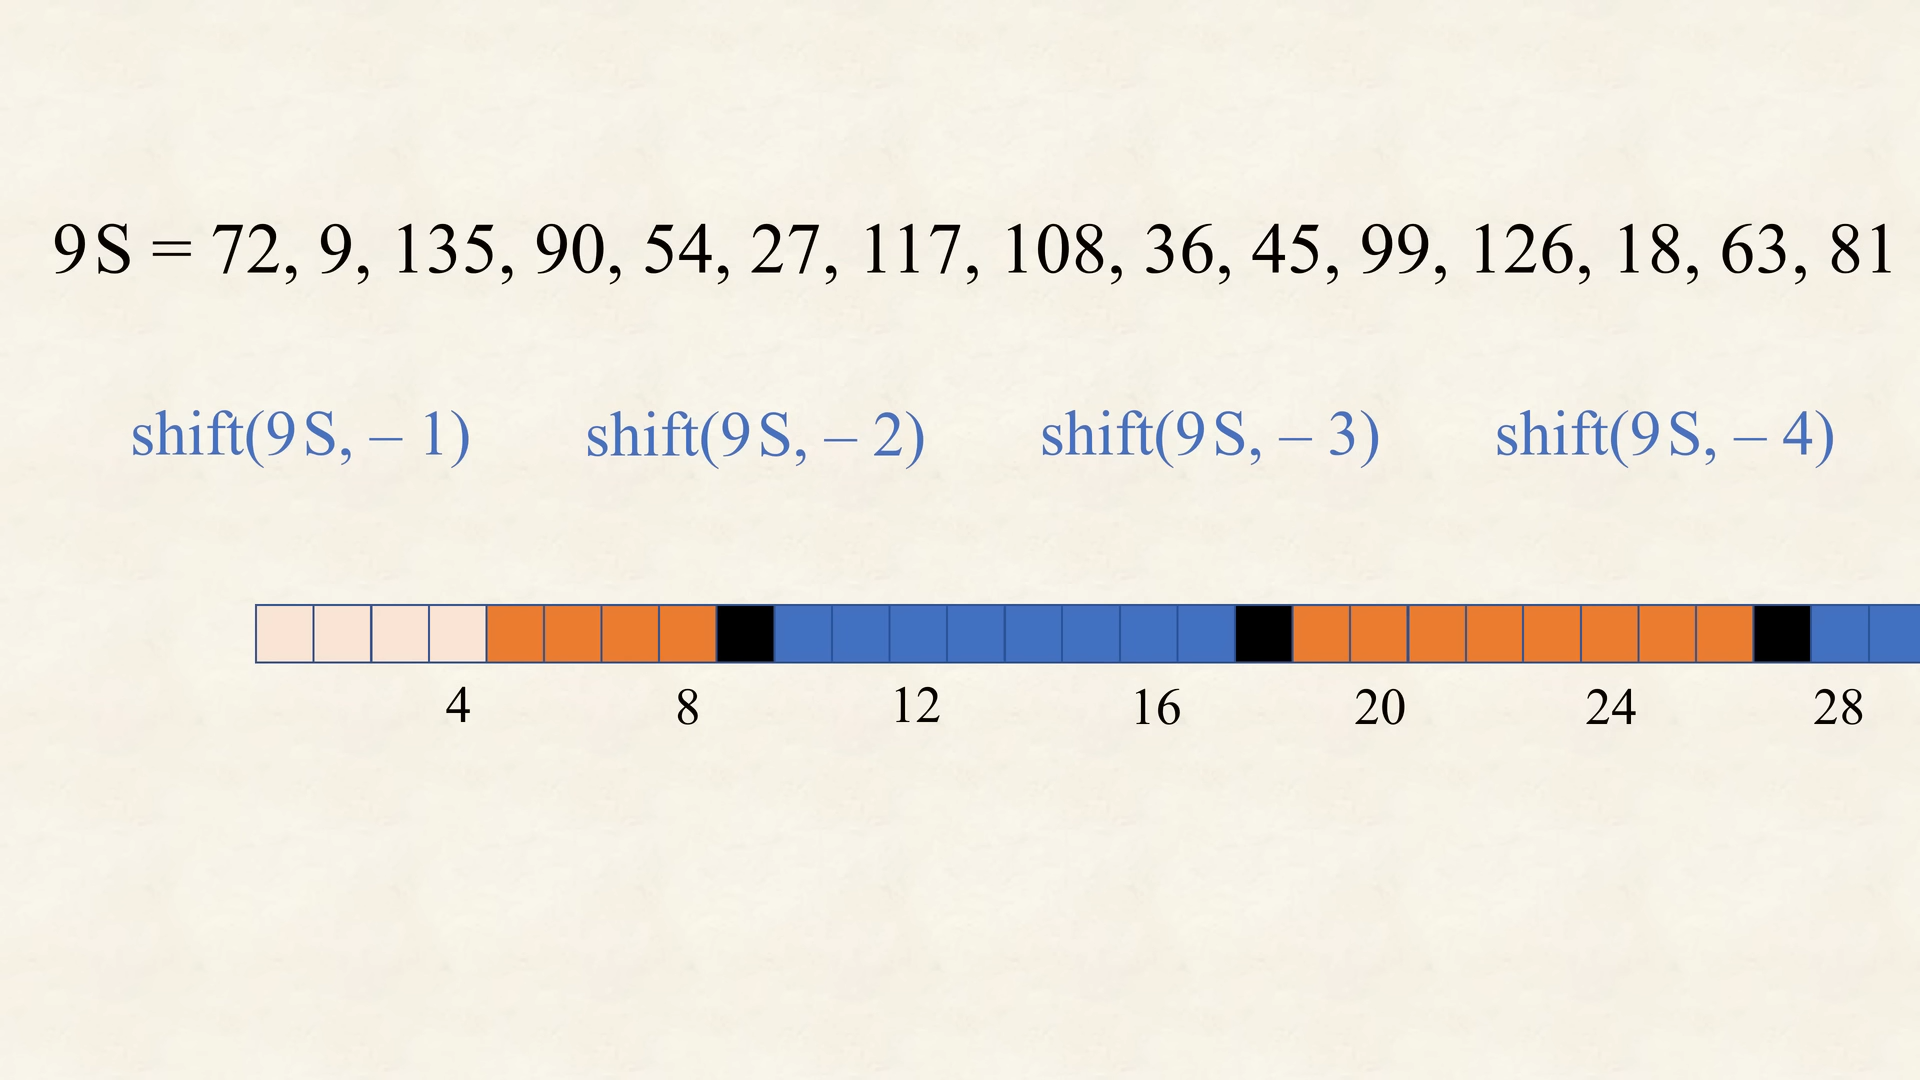 9S = 72, 9, 135, 90, 54, 27, 117, 108, 36, 45, 99, 126, 18, 63, 81
shift(9S, – 1) shift(9S, – 2) shift(9S, – 3) shift(9S, – 4)
4 8 12 16 20 24 28